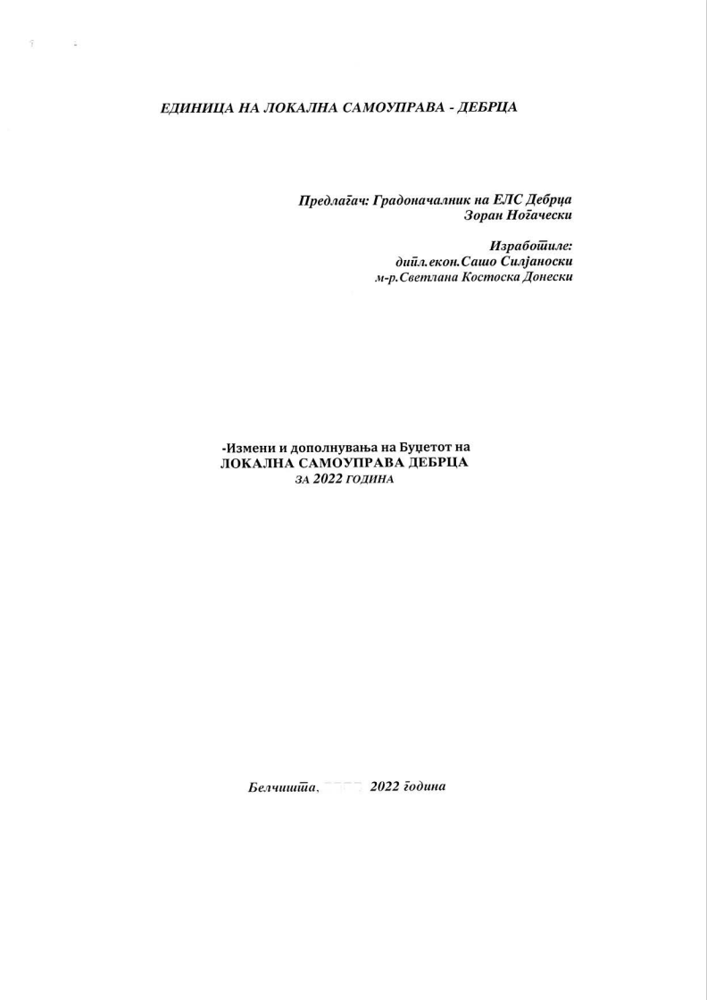 ЕДИНИЦА НА ЛОКАЛНА САМОУПРАВА - ДЕБРЦА
Предлагач: Градоначалник на ЕЛС Дебрца
Зоран Ногачески
Изработиле:
дипл.екон.Сашо Силјаноски
м-р.Светлана Костоска Донески
-Измени и дополнувања на Буџетот на
ЛОКАЛНА САМОУПРАВА ДЕБРЦА
ЗА 2022 ГОДИНА
Белчишта, 2022 година